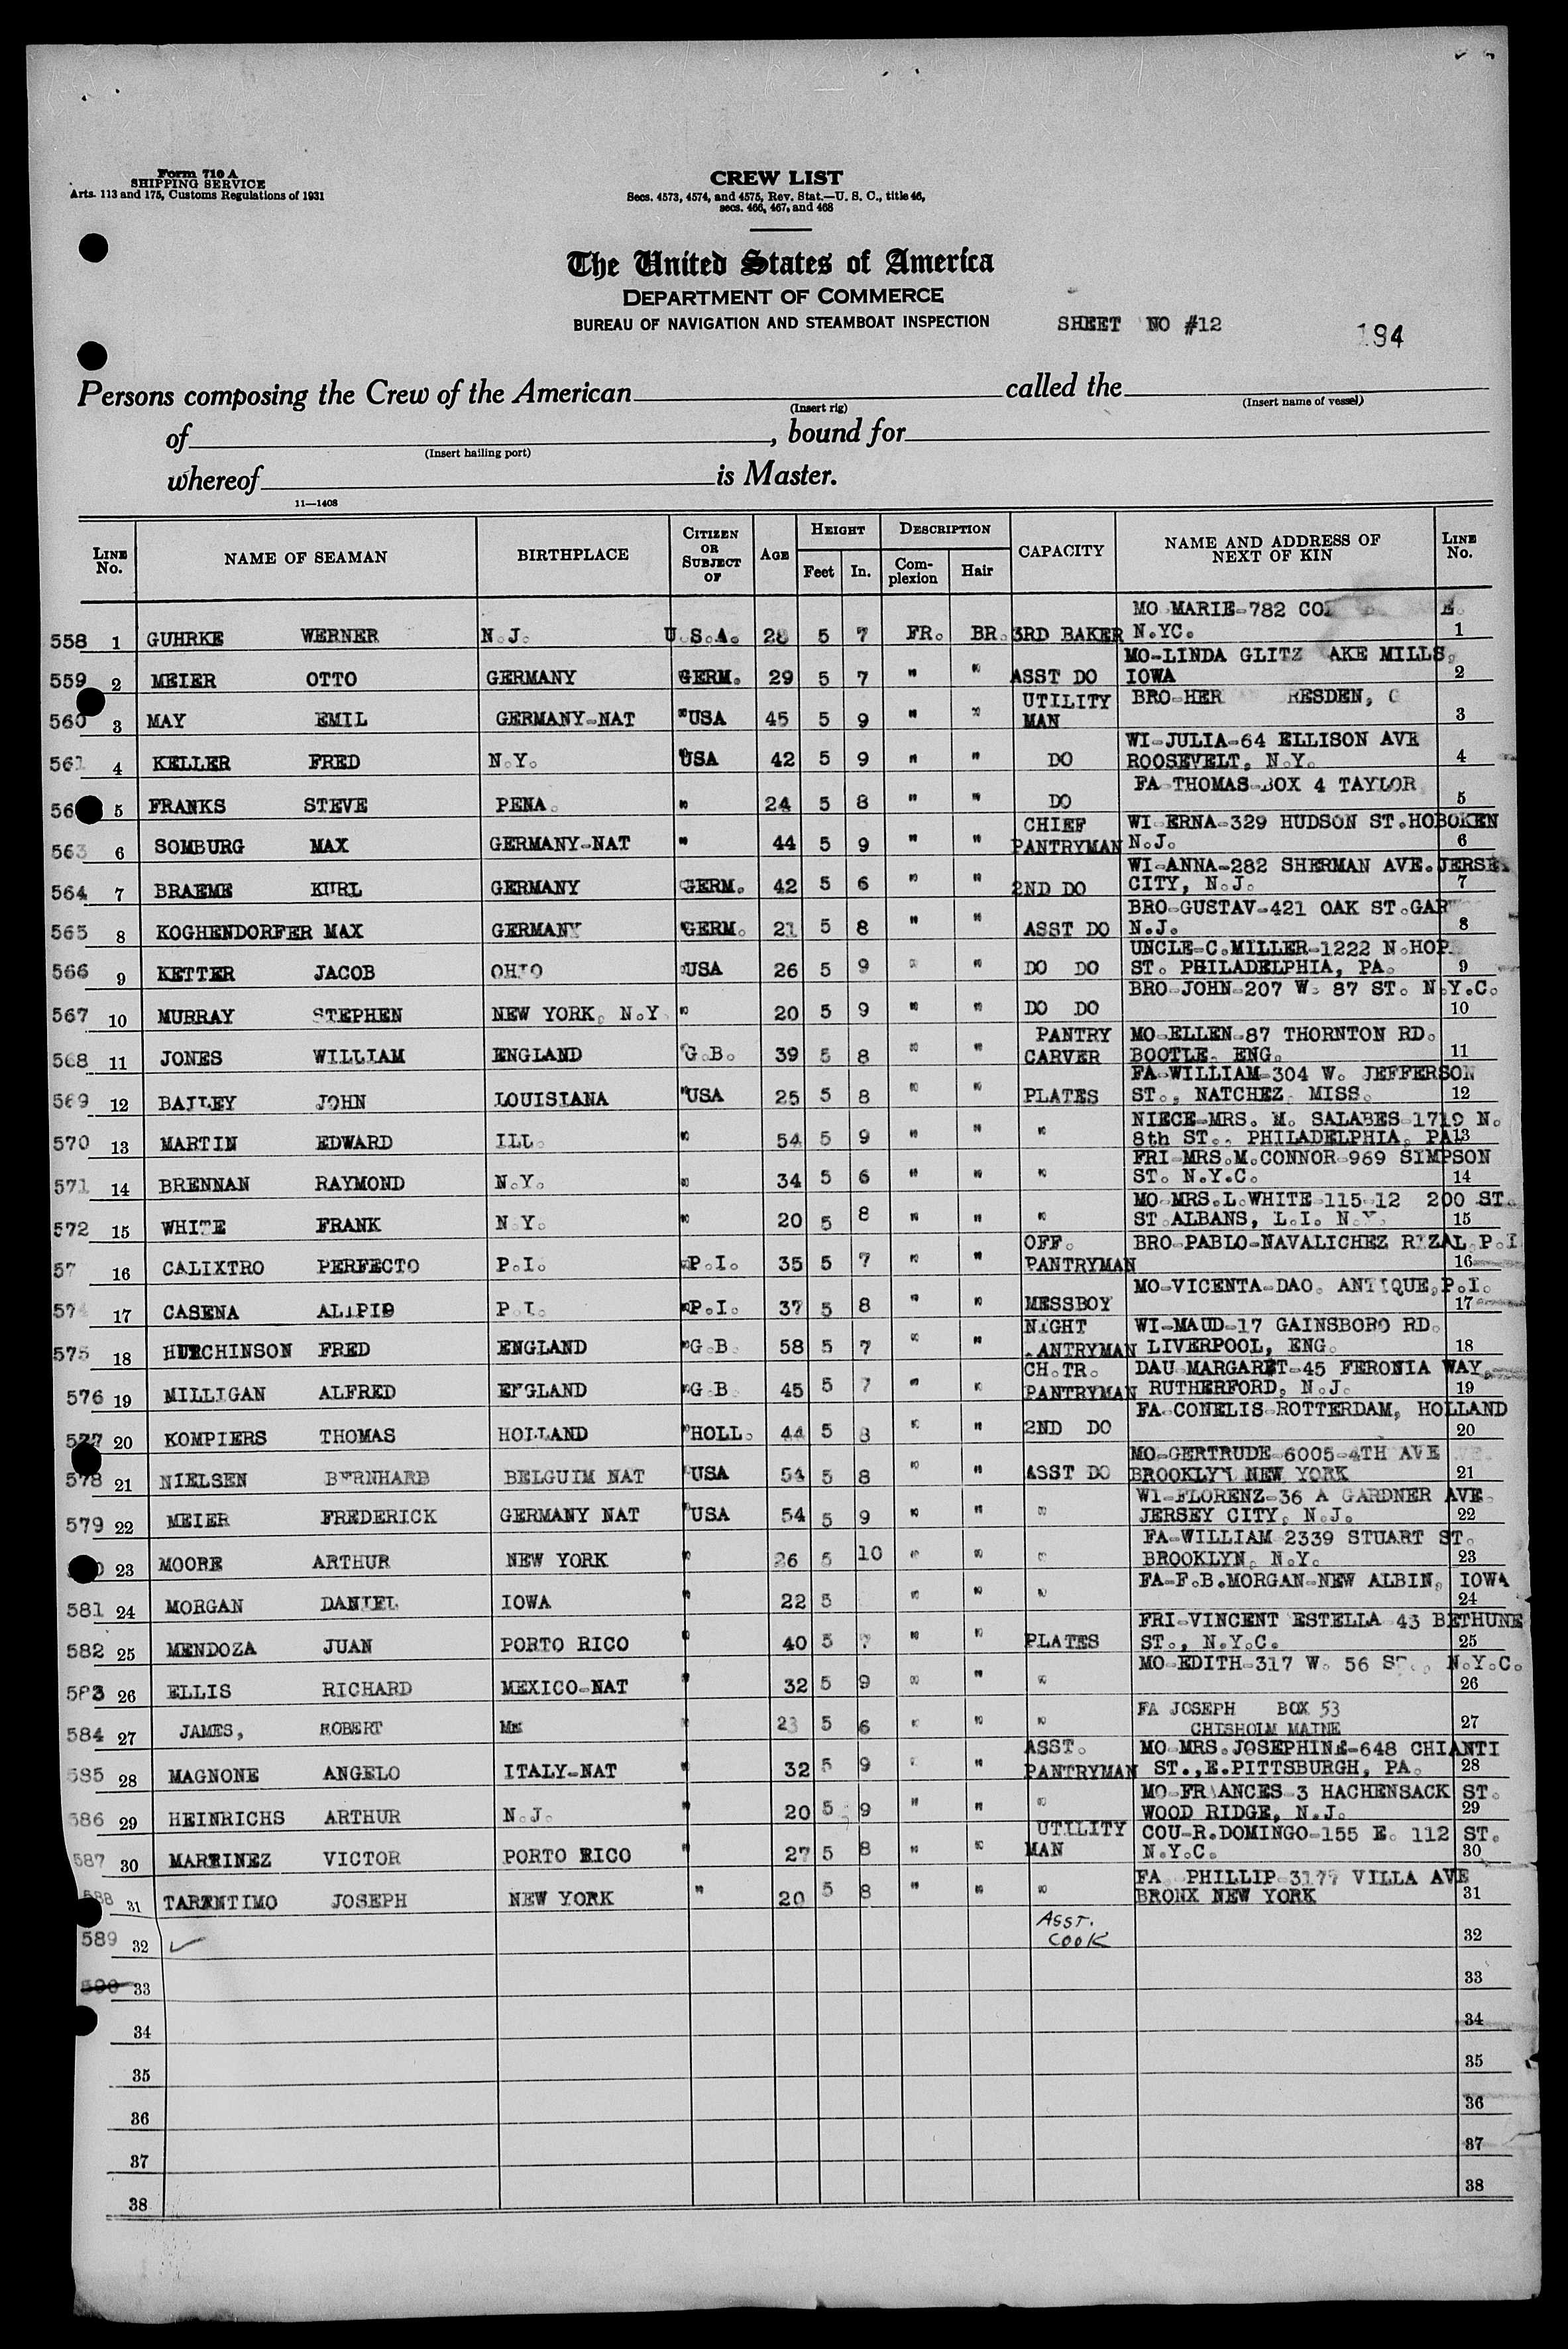 Form 710 A
SHIPPING SERVICE
Arts. 113 and 175, Customs Regulations of 1931
CREW LIST
Secs. 4573, 4574, and 4575, Rev. Stat.—U. S. C., title 46,
secs. 466, 467, and 468
The United States of America
DEPARTMENT OF COMMERCE
BUREAU OF NAVIGATION AND STEAMBOAT INSPECTION
SHEET NO #12
194
Persons composing the Crew of the American called the
(Insert rig) (Insert name of vessel)
of , bound for
(Insert hailing port)
whereof is Master.
11—1408
LINE No. NAME OF SEAMAN BIRTHPLACE CITIZEN OR SUBJECT OF AGE HEIGHT Feet In. DESCRIPTION Complexion Hair CAPACITY NAME AND ADDRESS OF NEXT OF KIN LINE No.
MO MARIE-782
558 1 GUHRKE WERNER N.J. U.S.A. 28 5 7 FR. BR. 3RD BAKER N.YC. 1
MO-LINDA GLITZ AKE MILLS,
559 2 MEIER OTTO GERMANY GERM. 29 5 7 " " ASST DO IOWA 2
UTILITY BRO-HER RESDEN, G
560 3 MAY EMIL GERMANY-NAT "USA 45 5 9 " " MAN 3
WI-JULIA-64 ELLISON AVE
561 4 KELLER FRED N.Y. USA 42 5 9 " " DO ROOSEVELT, N.Y. 4
FA THOMAS-BOX 4 TAYLOR
56 5 FRANKS STEVE PENA. " 24 5 8 " " DO 5
CHIEF WI ERNA-329 HUDSON ST.HOBOKEN
563 6 SOMBURG MAX GERMANY-NAT " 44 5 9 " " PANTRYMAN N.J. 6
WI-ANNA-282 SHERMAN AVE.JERSEY
564 7 BRAEME KURL GERMANY GERM. 42 5 6 " " 2ND DO CITY, N.J. 7
BRO-GUSTAV-421 OAK ST.GAR
565 8 KOGHENDORFER MAX GERMANY GERM. 21 5 8 " " ASST DO N.J. 8
UNCLE-C.MILLER-1222 N.HOP
566 9 KETTER JACOB OHIO USA 26 5 9 " " DO DO ST. PHILADELPHIA, PA. 9
BRO-JOHN-207 W. 87 ST. N.Y.C.
567 10 MURRAY STEPHEN NEW YORK, N.Y. " 20 5 9 " " DO DO 10
PANTRY MO-ELLEN-87 THORNTON RD.
568 11 JONES WILLIAM ENGLAND "G.B. 39 5 8 " " CARVER BOOTLE, ENG. 11
FA-WILLIAM-304 W. JEFFERSON
569 12 BAILEY JOHN LOUISIANA "USA 25 5 8 " " PLATES ST., NATCHEZ, MISS. 12
NIECE-MRS. M. SALABES-1719 N.
570 13 MARTIN EDWARD ILL. " 54 5 9 " " " 8th ST., PHILADELPHIA, PA. 13
FRI-MRS.M.CONNOR-969 SIMPSON
571 14 BRENNAN RAYMOND N.Y. " 34 5 6 " " " ST. N.Y.C. 14
MO-MRS.L.WHITE-115-12 200 ST.
572 15 WHITE FRANK N.Y. " 20 5 8 " " " ST.ALBANS, L.I. N.Y. 15
OFF. BRO-PABLO-NAVALICHEZ RIZAL,P.I
57 16 CALIXTRO PERFECTO P.I. "P.I. 35 5 7 " " PANTRYMAN 16
MO-VICENTA-DAO, ANTIQUE,P.I.
574 17 CASENA ALIPIO P.I. "P.I. 37 5 8 " " MESSBOY 17
NIGHT WI-MAUD-17 GAINSBORO RD.
575 18 HUTCHINSON FRED ENGLAND "G.B. 58 5 7 " " ANTRYMAN LIVERPOOL, ENG. 18
CH.TR. DAU MARGARET-45 FERONIA WAY,
576 19 MILLIGAN ALFRED ENGLAND "G.B 45 5 7 " " PANTRYMAN RUTHERFORD, N.J. 19
FA-CONELIS-ROTTERDAM, HOLLAND
577 20 KOMPIERS THOMAS HOLLAND "HOLL. 44 5 8 " " 2ND DO 20
MO-GERTRUDE-6005-4TH AVE
578 21 NIELSEN BERNHARB BELGUIM NAT "USA 54 5 8 " " ASST DO BROOKLYN NEW YORK 21
WI-FLORENZ-36 A GARDNER AVE.
579 22 MEIER FREDERICK GERMANY NAT "USA 54 5 9 " " " JERSEY CITY, N.J. 22
FA-WILLIAM 2339 STUART ST.
0 23 MOORE ARTHUR NEW YORK " 26 5 10 " " " BROOKLYN, N.Y. 23
FA-F.B.MORGAN-NEW ALBIN, IOWA
581 24 MORGAN DANIEL IOWA " 22 5 " " " 24
FRI-VINCENT ESTELLA 43 BETHUNE
582 25 MENDOZA JUAN PORTO RICO " 40 5 7 " " PLATES ST., N.Y.C. 25
MO-EDITH-317 W. 56 ST., N.Y.C.
583 26 ELLIS RICHARD MEXICO-NAT " 32 5 9 " " " 26
FA JOSEPH BOX 53
584 27 JAMES, ROBERT ME " 23 5 6 " " " CHISHOLM MAINE 27
ASST. MO-MRS.JOSEPHINE-648 CHIANTI
585 28 MAGNONE ANGELO ITALY-NAT " 32 5 9 " " PANTRYMAN ST.,E.PITTSBURGH, PA. 28
MO-FRANCES-3 HACHENSACK ST.
586 29 HEINRICHS ARTHUR N.J. " 20 5 9 " " " WOOD RIDGE, N.J. 29
UTILITY COU-R.DOMINGO-155 E. 112 ST.
587 30 MARTINEZ VICTOR PORTO RICO " 27 5 8 " " MAN N.Y.C. 30
FA PHILLIP-3177 VILLA AVE
588 31 TARENTIMO JOSEPH NEW YORK " 20 5 8 " " " BRONX NEW YORK 31
ASST.
589 32 ✓ COOK 32
590 33 33
34 34
35 35
36 36
37 37
38 38